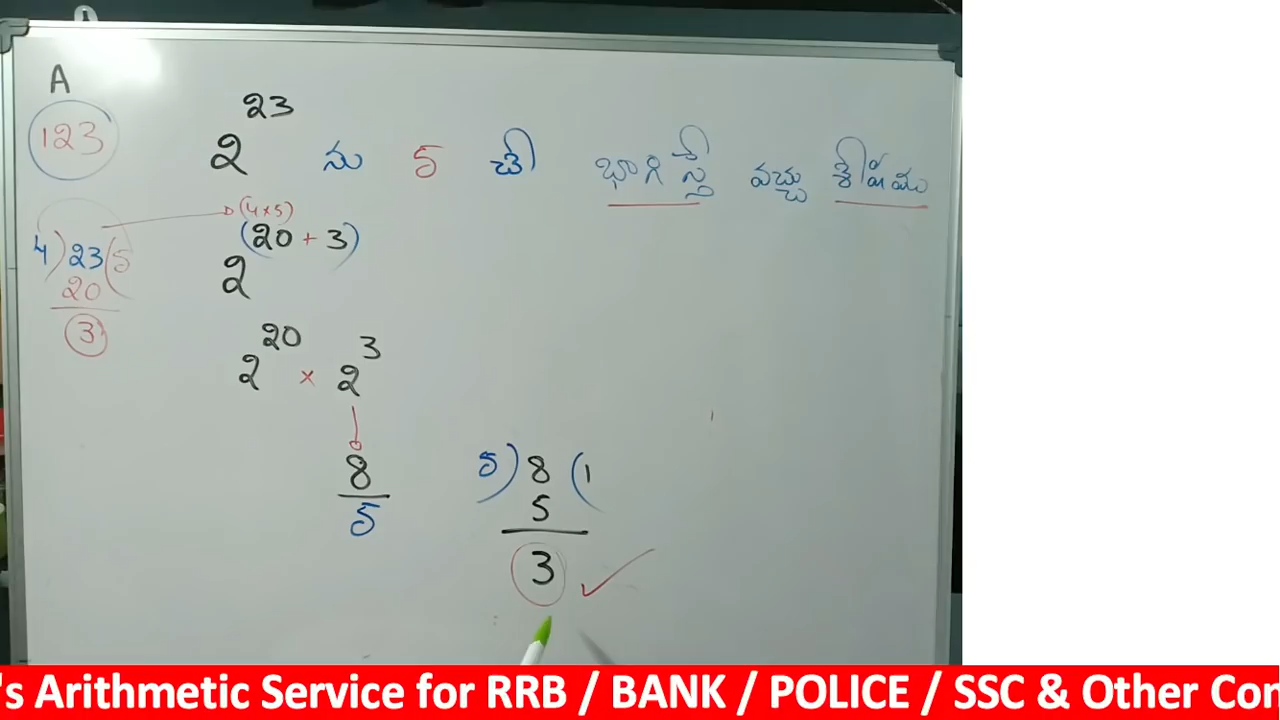 A
123
2^23 ను 5 చే భాగిస్తే వచ్చు శేషము
(4×5)
2^(20 + 3)
4) 23 (5
20
3
2^20 × 2^3
8
5
5) 8 (1
5
3
's Arithmetic Service for RRB / BANK / POLICE / SSC & Other Con